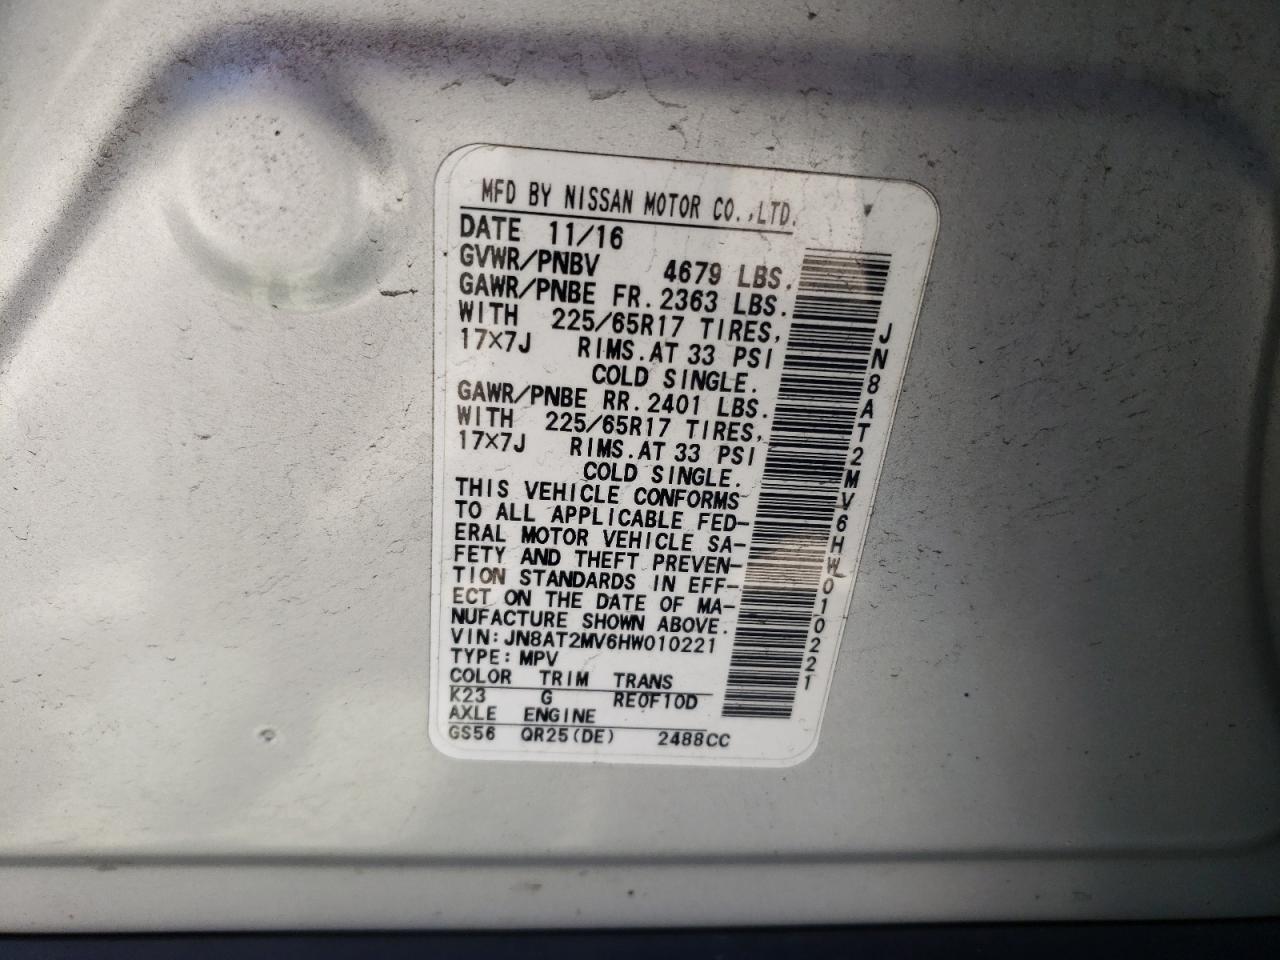 MFD BY NISSAN MOTOR CO.,LTD.
DATE 11/16
GVWR/PNBV 4679 LBS.
GAWR/PNBE FR. 2363 LBS.
WITH 225/65R17 TIRES,
17×7J RIMS. AT 33 PSI
COLD SINGLE.
GAWR/PNBE RR. 2401 LBS.
WITH 225/65R17 TIRES,
17×7J RIMS. AT 33 PSI
COLD SINGLE.
THIS VEHICLE CONFORMS
TO ALL APPLICABLE FED-
ERAL MOTOR VEHICLE SA-
FETY AND THEFT PREVEN-
TION STANDARDS IN EFF-
ECT ON THE DATE OF MA-
NUFACTURE SHOWN ABOVE.
VIN: JN8AT2MV6HW010221
TYPE: MPV
COLOR TRIM TRANS
K23 G RE0F10D
AXLE ENGINE
GS56 QR25(DE) 2488CC
JN8AT2MV6HW010221